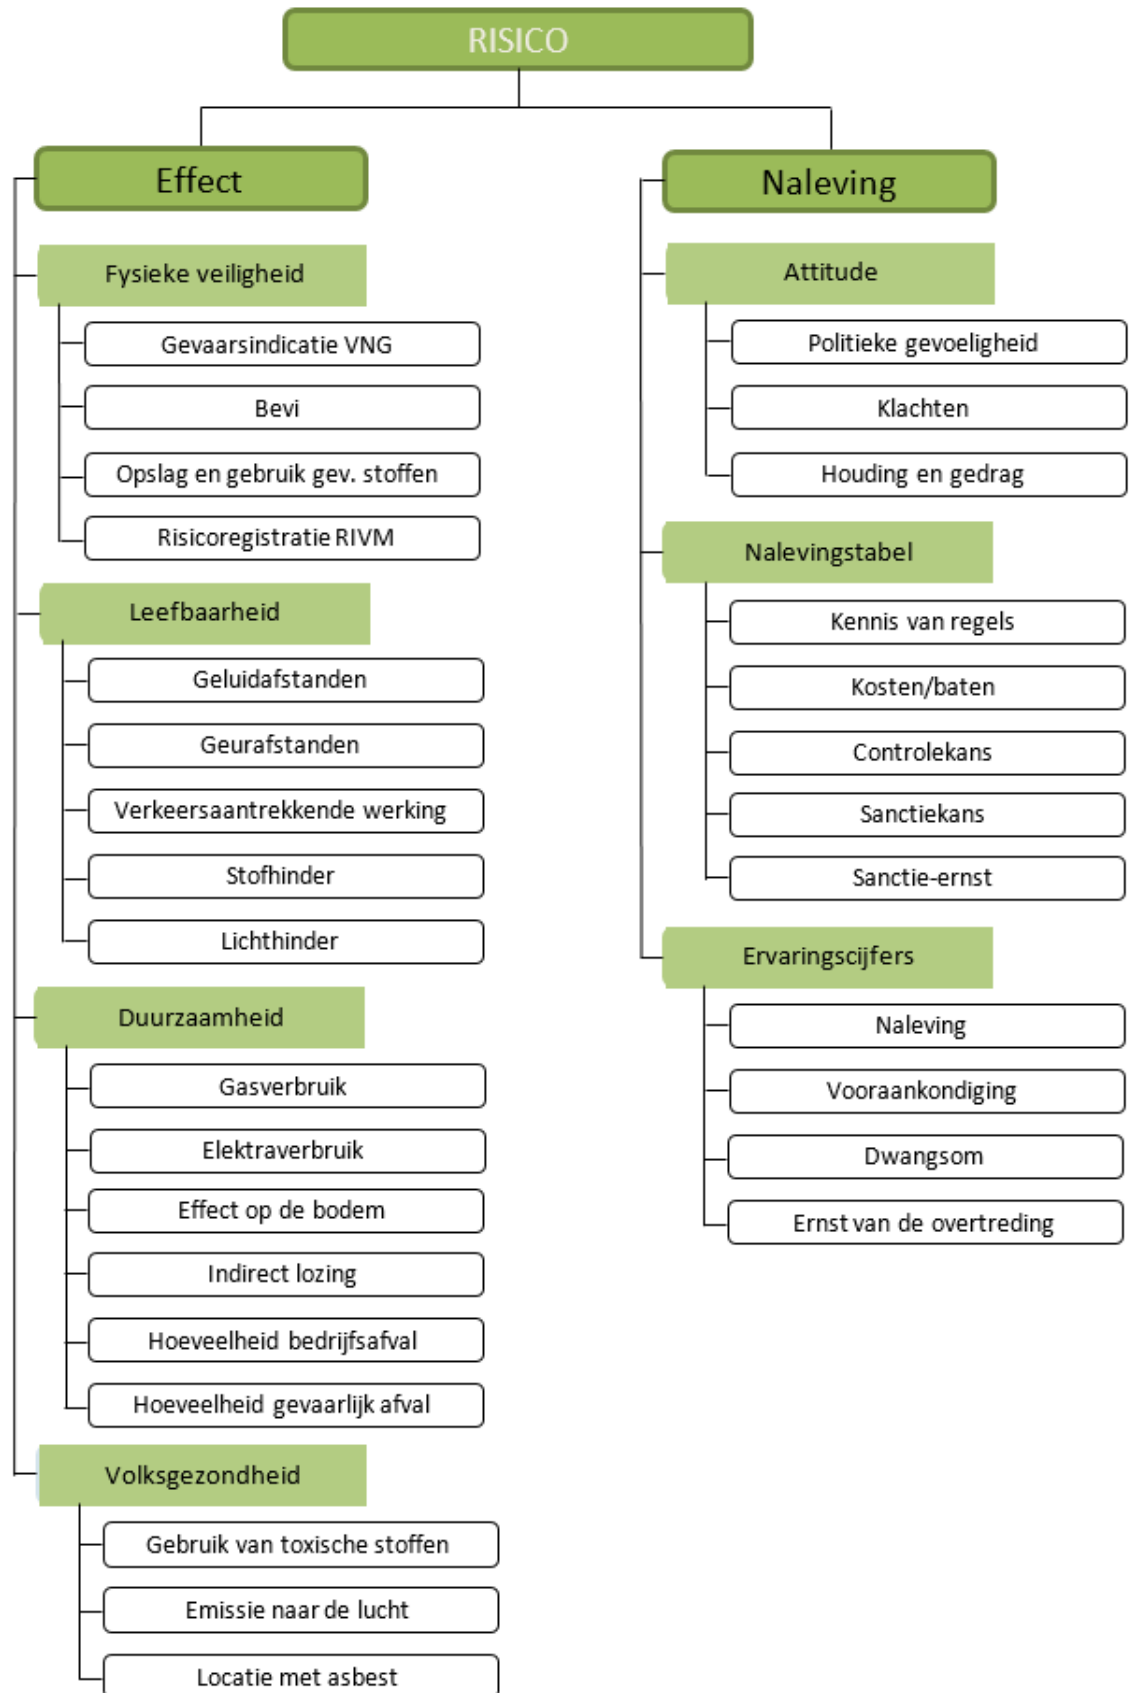 RISICO
Effect
Fysieke veiligheid
Gevaarsindicatie VNG
Bevi
Opslag en gebruik gev. stoffen
Risicoregistratie RIVM
Leefbaarheid
Geluidafstanden
Geurafstanden
Verkeersaantrekkende werking
Stofhinder
Lichthinder
Duurzaamheid
Gasverbruik
Elektraverbruik
Effect op de bodem
Indirect lozing
Hoeveelheid bedrijfsafval
Hoeveelheid gevaarlijk afval
Volksgezondheid
Gebruik van toxische stoffen
Emissie naar de lucht
Locatie met asbest
Naleving
Attitude
Politieke gevoeligheid
Klachten
Houding en gedrag
Nalevingstabel
Kennis van regels
Kosten/baten
Controlekans
Sanctiekans
Sanctie-ernst
Ervaringscijfers
Naleving
Vooraankondiging
Dwangsom
Ernst van de overtreding